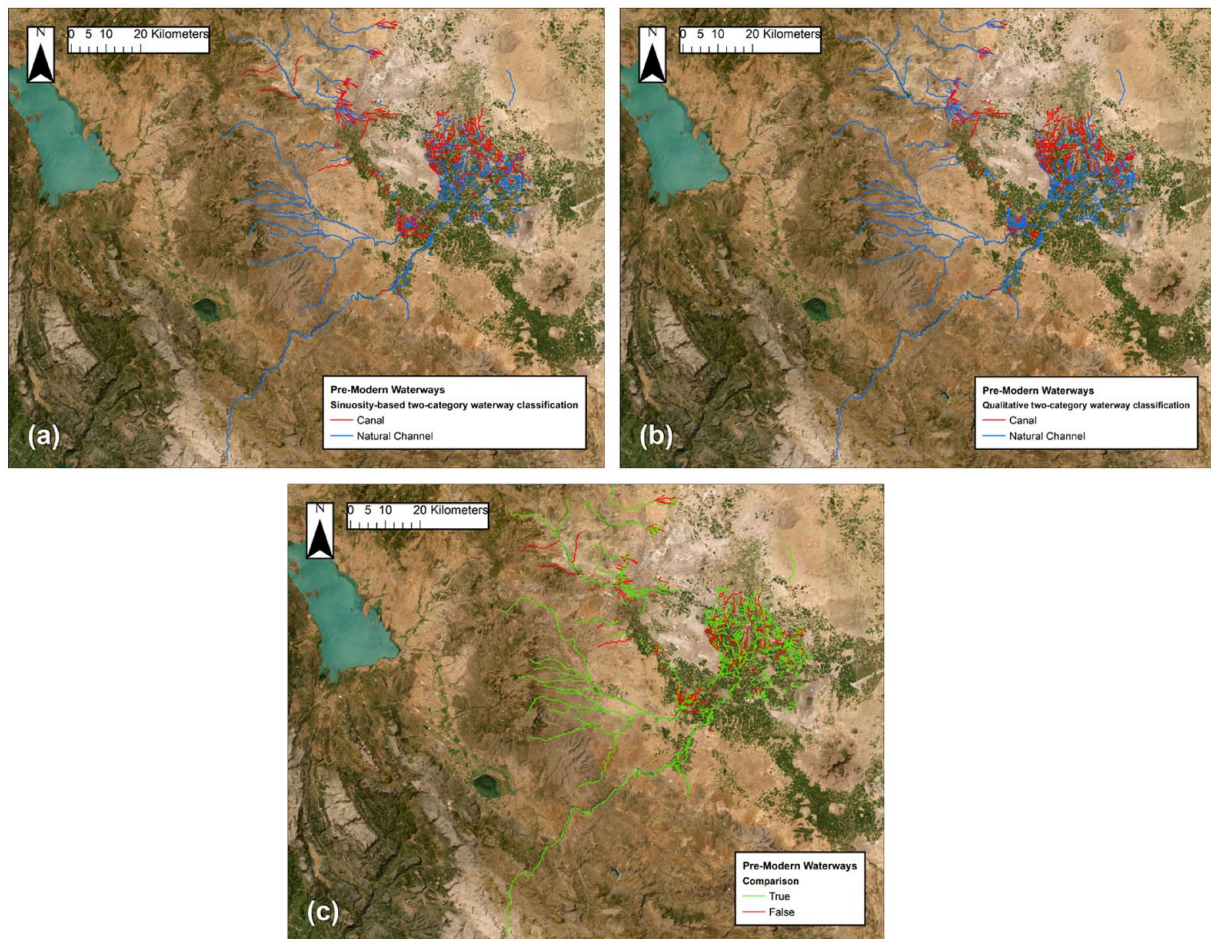 N
0 5 10 20 Kilometers
Pre-Modern Waterways
Sinuosity-based two-category waterway classification
Canal
Natural Channel
(a)
N
0 5 10 20 Kilometers
Pre-Modern Waterways
Qualitative two-category waterway classification
Canal
Natural Channel
(b)
N
0 5 10 20 Kilometers
Pre-Modern Waterways
Comparison
True
False
(c)